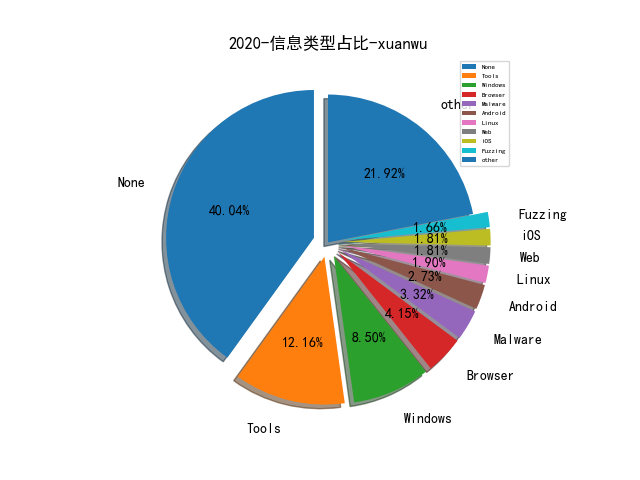 2020-信息类型占比-xuanwu
None
Tools
Windows
Browser
Malware
Android
Linux
Web
iOS
Fuzzing
other
other
21.92%
None
40.04%
Fuzzing
1.66%
iOS
1.81%
Web
1.81%
Linux
1.90%
Android
2.73%
Malware
3.32%
Browser
4.15%
Windows
8.50%
Tools
12.16%